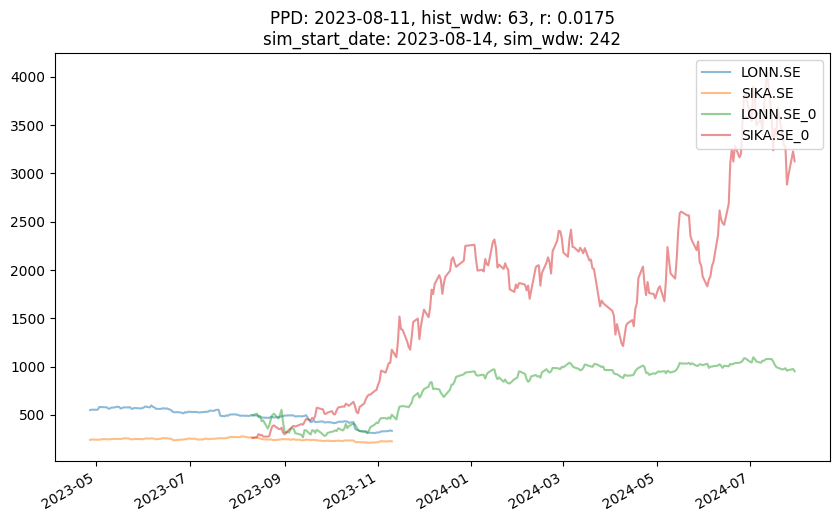 PPD: 2023-08-11, hist_wdw: 63, r: 0.0175
sim_start_date: 2023-08-14, sim_wdw: 242
4000
3500
3000
2500
2000
1500
1000
500
LONN.SE
SIKA.SE
LONN.SE_0
SIKA.SE_0
2023-05
2023-07
2023-09
2023-11
2024-01
2024-03
2024-05
2024-07